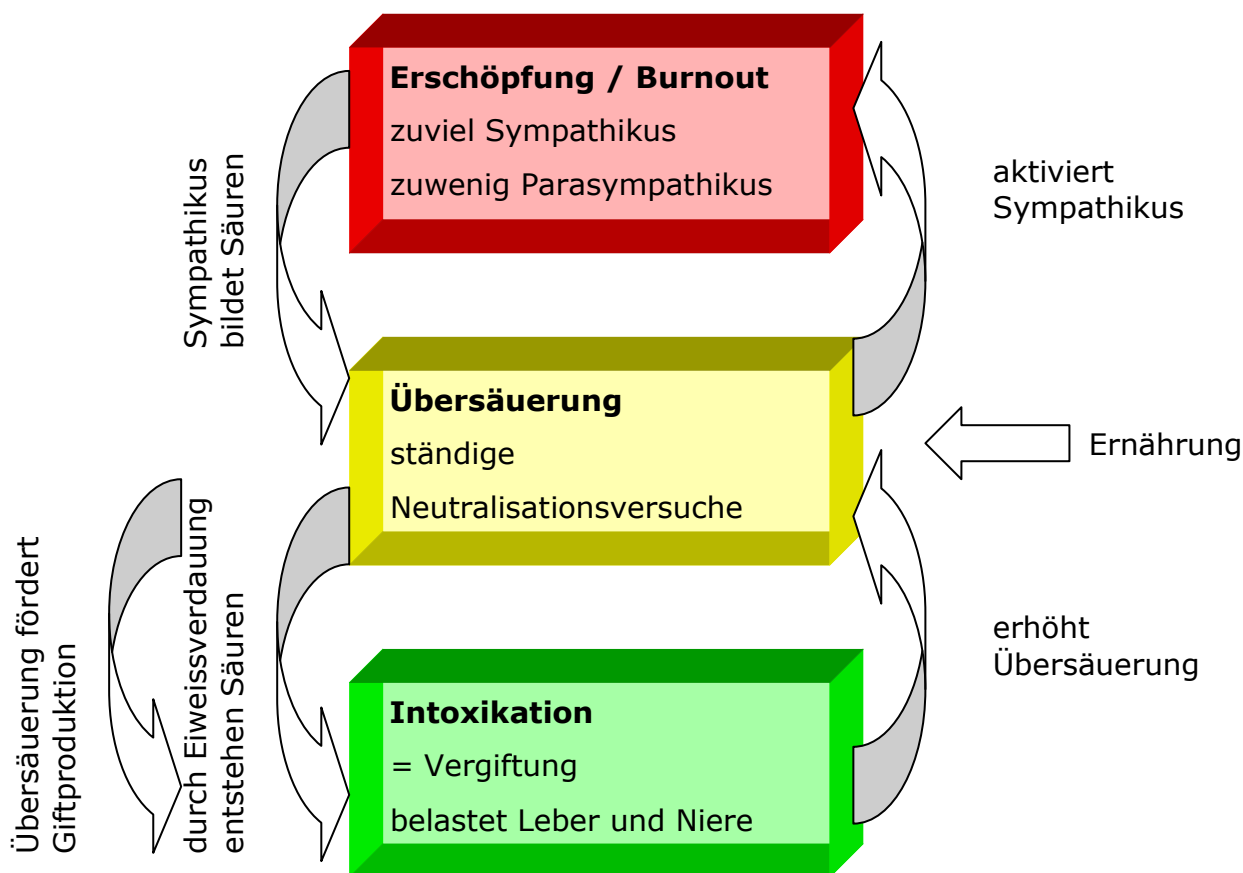 Erschöpfung / Burnout
zuviel Sympathikus
zuwenig Parasympathikus
Sympathikus
bildet Säuren
aktiviert
Sympathikus
Übersäuerung
ständige
Neutralisationsversuche
Ernährung
Übersäuerung fördert
Giftproduktion
durch Eiweissverdauung
entstehen Säuren
erhöht
Übersäuerung
Intoxikation
= Vergiftung
belastet Leber und Niere